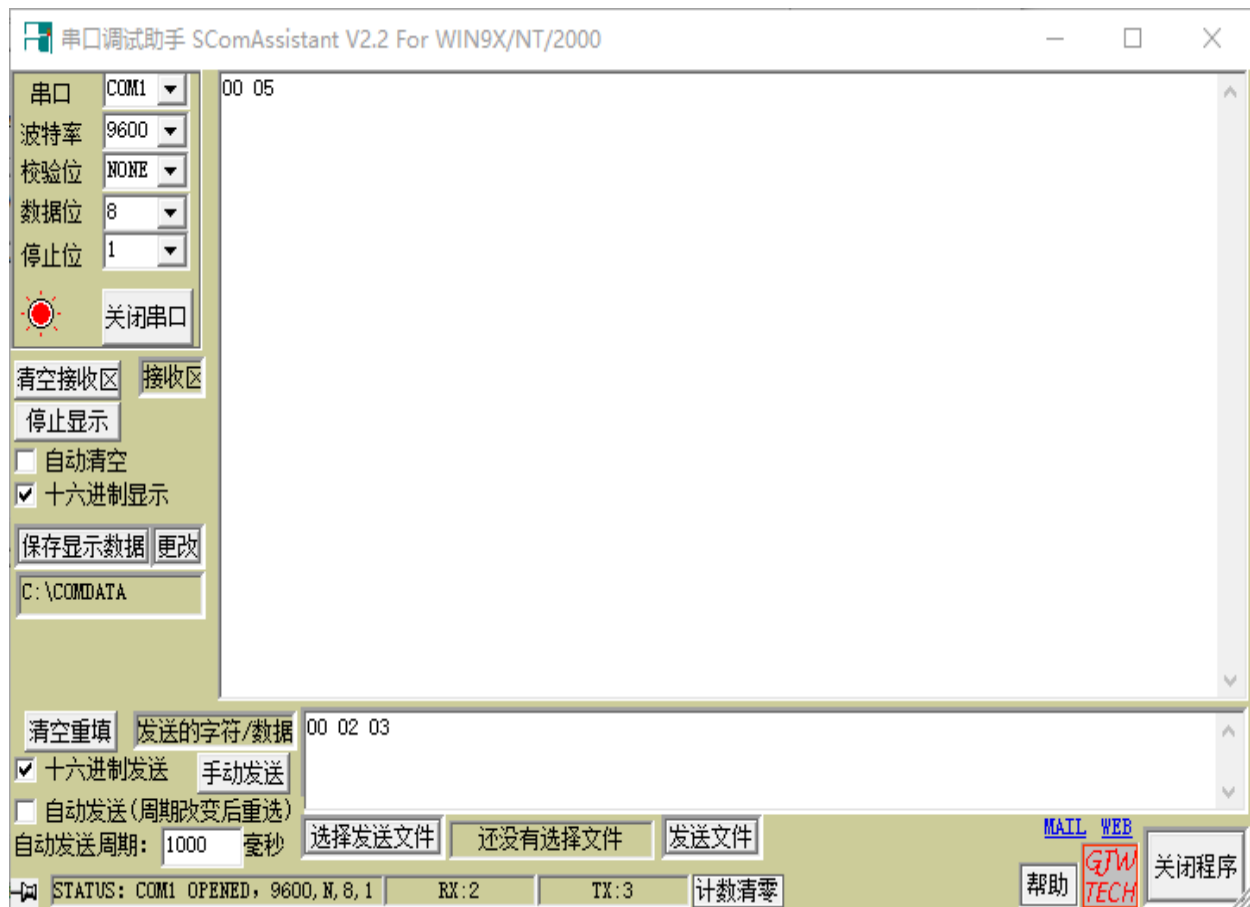 串口调试助手 SComAssistant V2.2 For WIN9X/NT/2000
串口 COM1
波特率 9600
校验位 NONE
数据位 8
停止位 1
关闭串口
清空接收区 接收区
停止显示
自动清空
十六进制显示
保存显示数据 更改
C:\COMDATA
00 05
清空重填 发送的字符/数据 00 02 03
十六进制发送 手动发送
自动发送(周期改变后重选)
自动发送周期: 1000 毫秒 选择发送文件 还没有选择文件 发送文件
MAIL WEB
帮助 GJW TECH 关闭程序
STATUS: COM1 OPENED, 9600,N,8,1 RX:2 TX:3 计数清零